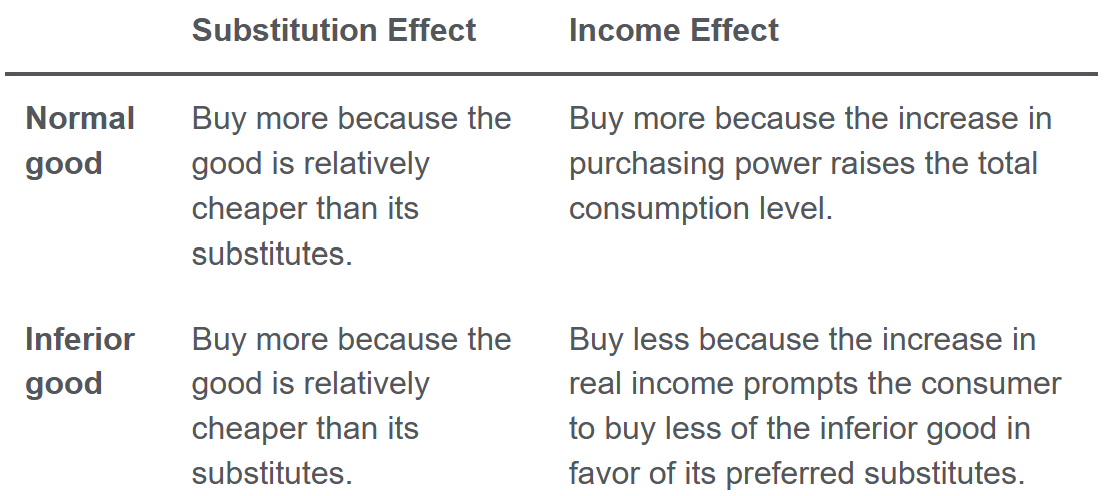 Substitution Effect Income Effect
Normal good
Buy more because the
good is relatively
cheaper than its
substitutes.
Buy more because the increase in
purchasing power raises the total
consumption level.
Inferior good
Buy more because the
good is relatively
cheaper than its
substitutes.
Buy less because the increase in
real income prompts the consumer
to buy less of the inferior good in
favor of its preferred substitutes.